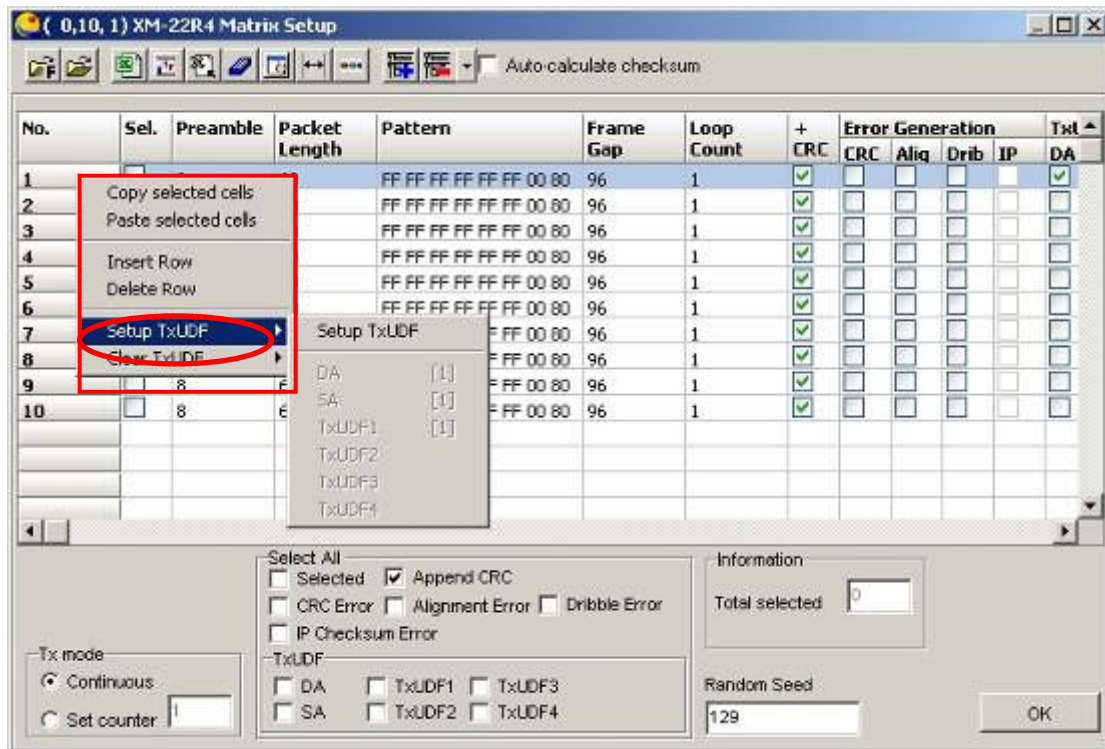 ( 0,10, 1) XM-22R4 Matrix Setup
Auto-calculate checksum
No. Sel. Preamble Packet Length Pattern Frame Gap Loop Count + CRC Error Generation
CRC Aliq Drib IP DA
1 FF FF FF FF FF FF 00 80 96 1
2 FF FF FF FF FF FF 00 80 96 1
3 FF FF FF FF FF FF 00 80 96 1
4 FF FF FF FF FF FF 00 80 96 1
5 FF FF FF FF FF FF 00 80 96 1
6 FF FF FF FF FF FF 00 80 96 1
7 FF FF 00 80 96 1
8 FF FF 00 80 96 1
9 8 FF FF 00 80 96 1
10 8 6 FF FF 00 80 96 1
Copy selected cells
Paste selected cells
Insert Row
Delete Row
Setup TxUDF
Clear TxUDF
Setup TxUDF
DA [1]
SA [1]
TxUDF1 [1]
TxUDF2
TxUDF3
TxUDF4
Select All
Selected Append CRC
CRC Error Alignment Error Dribble Error
IP Checksum Error
TxUDF
DA TxUDF1 TxUDF3
SA TxUDF2 TxUDF4
Tx mode
Continuous
Set counter 1
Information
Total selected 0
Random Seed
129
OK